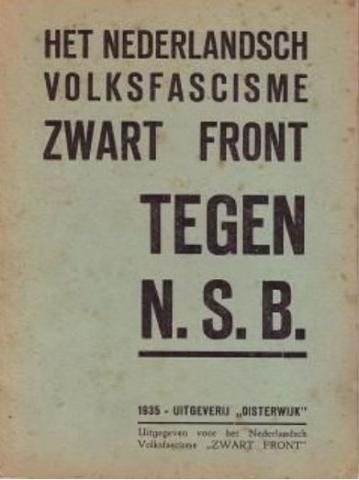 HET NEDERLANDSCH
VOLKSFASCISME
ZWART FRONT
TEGEN
N. S. B.
1935 - UITGEVERIJ „OISTERWIJK"
Uitgegeven voor het Nederlandsch
Volksfascisme „ZWART FRONT"